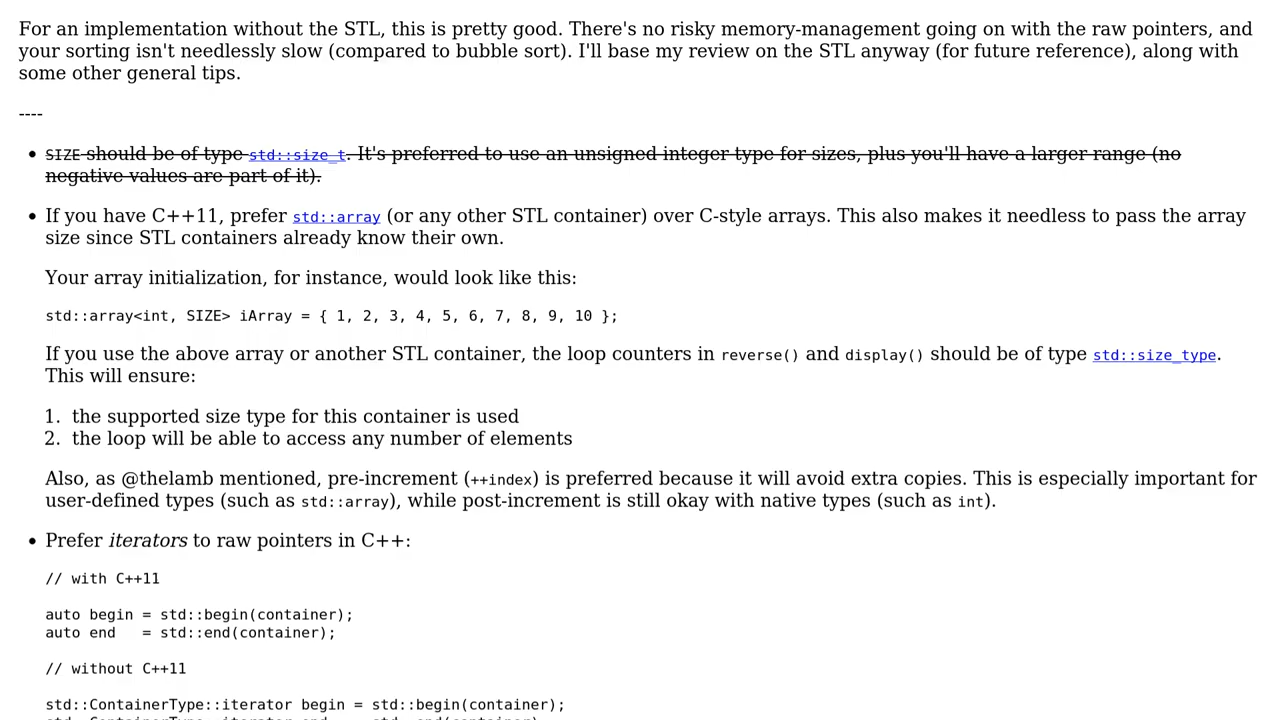 For an implementation without the STL, this is pretty good. There's no risky memory-management going on with the raw pointers, and
your sorting isn't needlessly slow (compared to bubble sort). I'll base my review on the STL anyway (for future reference), along with
some other general tips.
----
• SIZE should be of type std::size_t. It's preferred to use an unsigned integer type for sizes, plus you'll have a larger range (no
negative values are part of it).
• If you have C++11, prefer std::array (or any other STL container) over C-style arrays. This also makes it needless to pass the array
size since STL containers already know their own.
Your array initialization, for instance, would look like this:
std::array<int, SIZE> iArray = { 1, 2, 3, 4, 5, 6, 7, 8, 9, 10 };
If you use the above array or another STL container, the loop counters in reverse() and display() should be of type std::size_type.
This will ensure:
1. the supported size type for this container is used
2. the loop will be able to access any number of elements
Also, as @thelamb mentioned, pre-increment (++index) is preferred because it will avoid extra copies. This is especially important for
user-defined types (such as std::array), while post-increment is still okay with native types (such as int).
• Prefer iterators to raw pointers in C++:
// with C++11
auto begin = std::begin(container);
auto end   = std::end(container);
// without C++11
std::ContainerType::iterator begin = std::begin(container);
std::ContainerType::iterator end   = std::end(container)